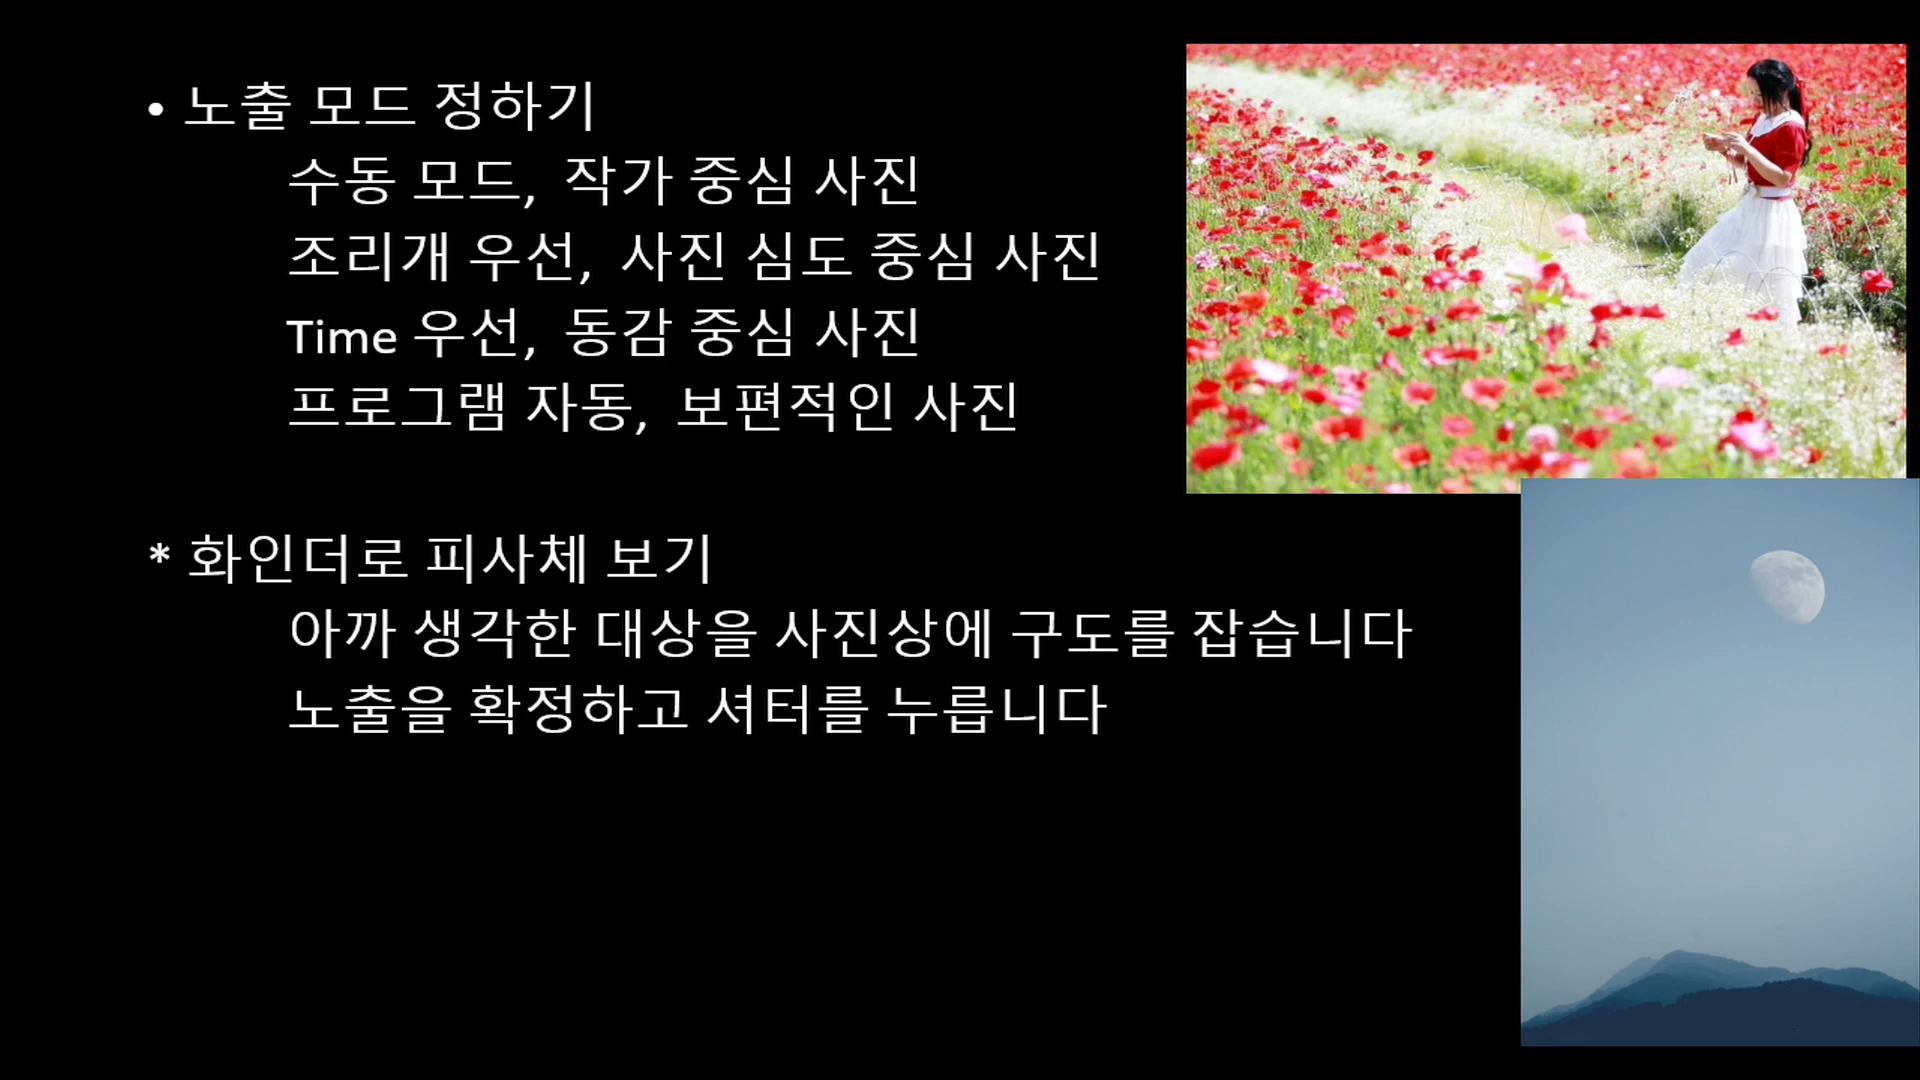 • 노출 모드 정하기
수동 모드, 작가 중심 사진
조리개 우선, 사진 심도 중심 사진
Time 우선, 동감 중심 사진
프로그램 자동, 보편적인 사진
* 화인더로 피사체 보기
아까 생각한 대상을 사진상에 구도를 잡습니다
노출을 확정하고 셔터를 누릅니다